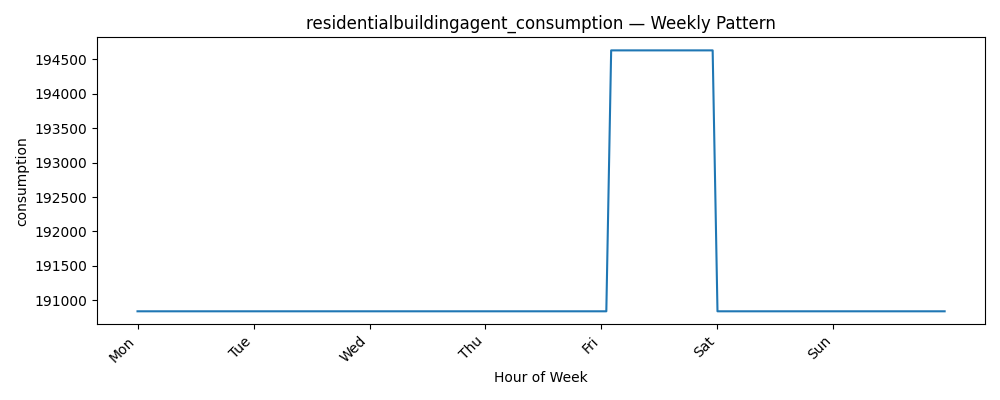 residentialbuildingagent_consumption — Weekly Pattern
194500
194000
193500
193000
192500
192000
191500
191000
consumption
Mon
Tue
Wed
Thu
Fri
Sat
Sun
Hour of Week